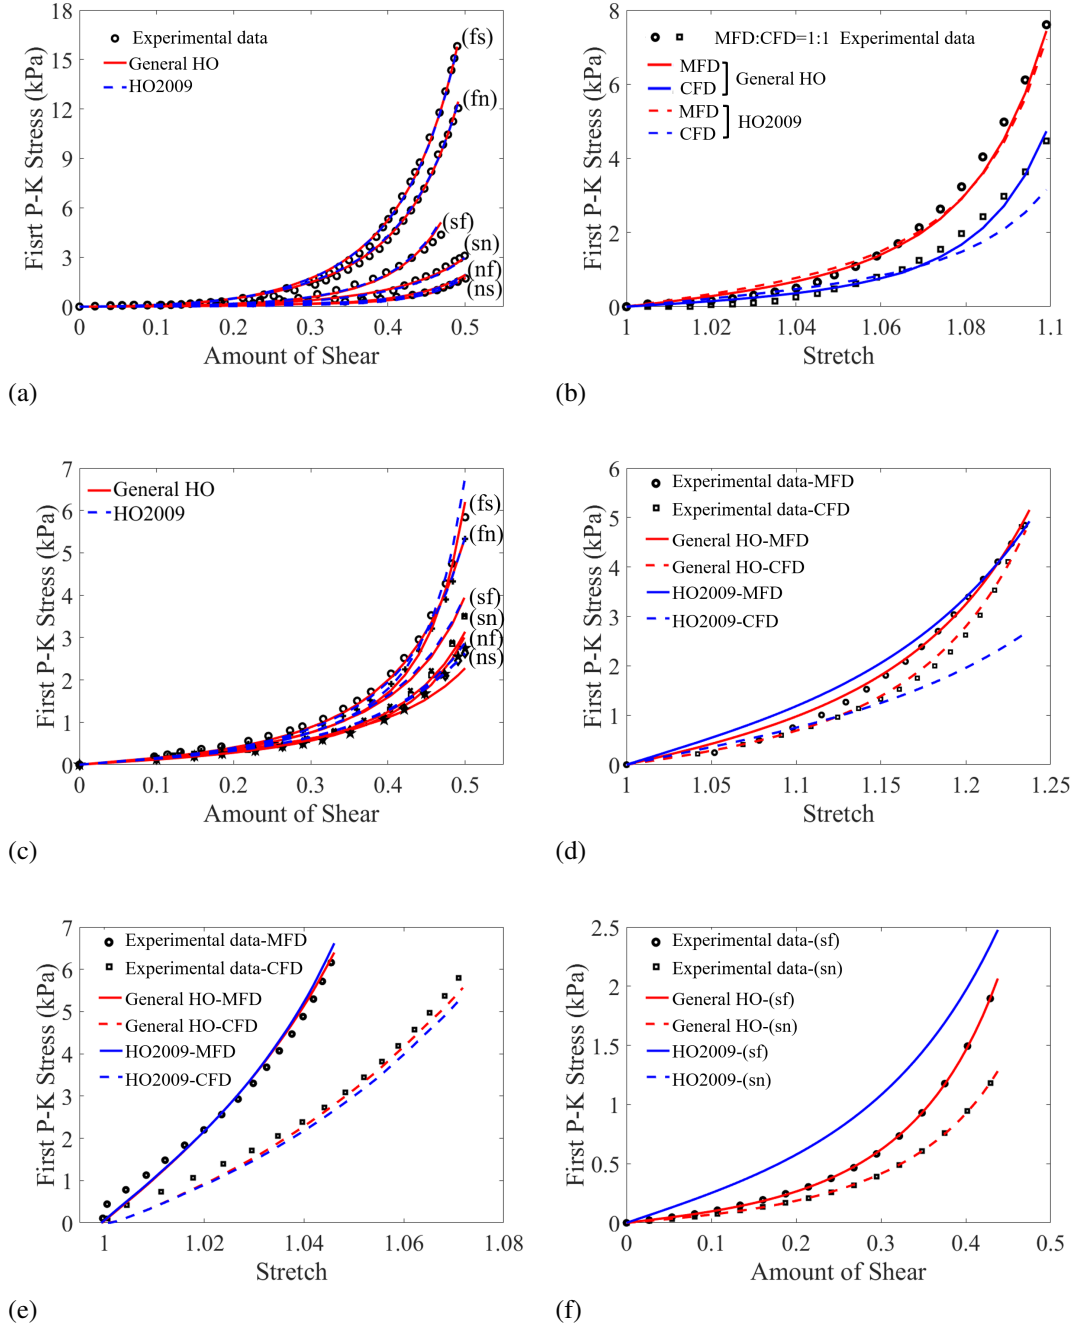 18
15
12
9
6
3
0
0 0.1 0.2 0.3 0.4 0.5
Fisrt P-K Stress (kPa)
Amount of Shear
Experimental data
General HO
HO2009
(fs)
(fn)
(sf)
(sn)
(nf)
(ns)
(a)
8
6
4
2
0
1 1.02 1.04 1.06 1.08 1.1
First P-K Stress (kPa)
Stretch
MFD:CFD=1:1 Experimental data
MFD
CFD
General HO
MFD
CFD
HO2009
(b)
7
6
5
4
3
2
1
0
0 0.1 0.2 0.3 0.4 0.5
First P-K Stress (kPa)
Amount of Shear
General HO
HO2009
(fs)
(fn)
(sf)
(sn)
(nf)
(ns)
(c)
6
5
4
3
2
1
0
1 1.05 1.1 1.15 1.2 1.25
First P-K Stress (kPa)
Stretch
Experimental data-MFD
Experimental data-CFD
General HO-MFD
General HO-CFD
HO2009-MFD
HO2009-CFD
(d)
7
6
5
4
3
2
1
0
1 1.02 1.04 1.06 1.08
First P-K Stress (kPa)
Stretch
Experimental data-MFD
Experimental data-CFD
General HO-MFD
General HO-CFD
HO2009-MFD
HO2009-CFD
(e)
2.5
2
1.5
1
0.5
0
0 0.1 0.2 0.3 0.4 0.5
First P-K Stress (kPa)
Amount of Shear
Experimental data-(sf)
Experimental data-(sn)
General HO-(sf)
General HO-(sn)
HO2009-(sf)
HO2009-(sn)
(f)